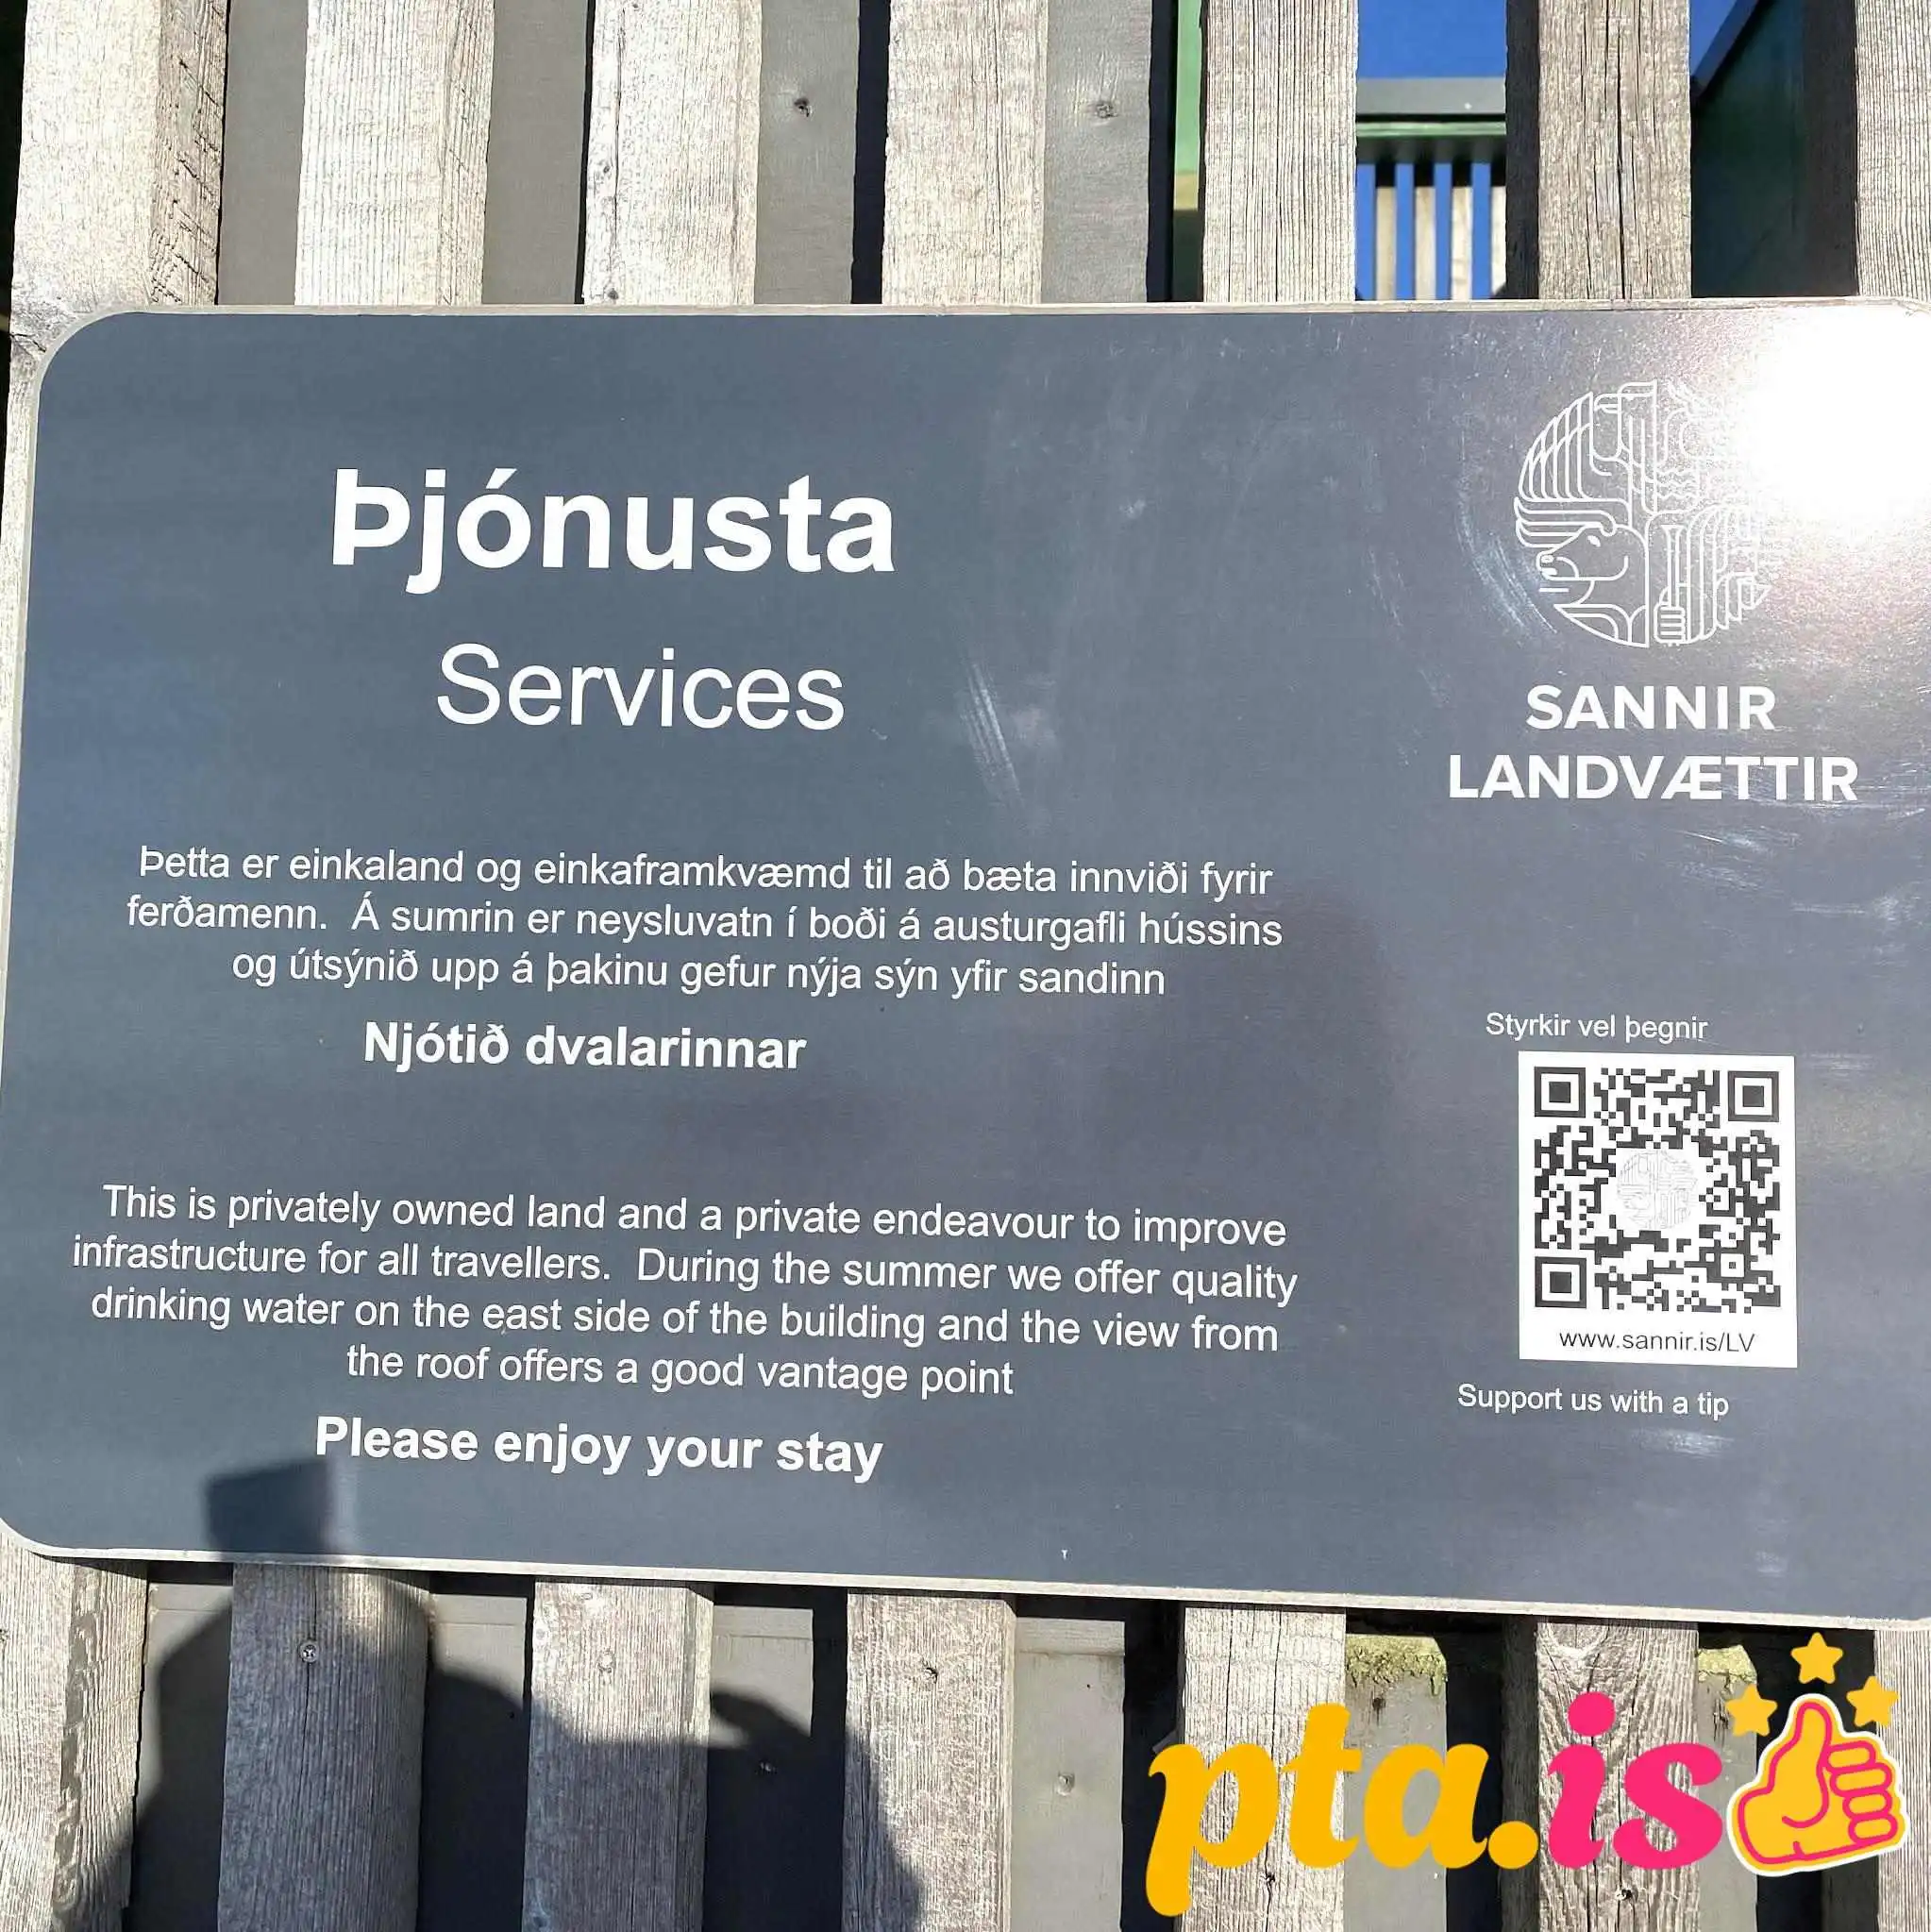 Þjónusta
Services
SANNIR
LANDVÆTTIR
Þetta er einkaland og einkaframkvæmd til að bæta innviði fyrir
ferðamenn.  Á sumrin er neysluvatn í boði á austurgafli hússins
og útsýnið upp á þakinu gefur nýja sýn yfir sandinn
Njótið dvalarinnar
This is privately owned land and a private endeavour to improve
infrastructure for all travellers.  During the summer we offer quality
drinking water on the east side of the building and the view from
the roof offers a good vantage point
Please enjoy your stay
Styrkir vel þegnir
www.sannir.is/LV
Support us with a tip
pta.is